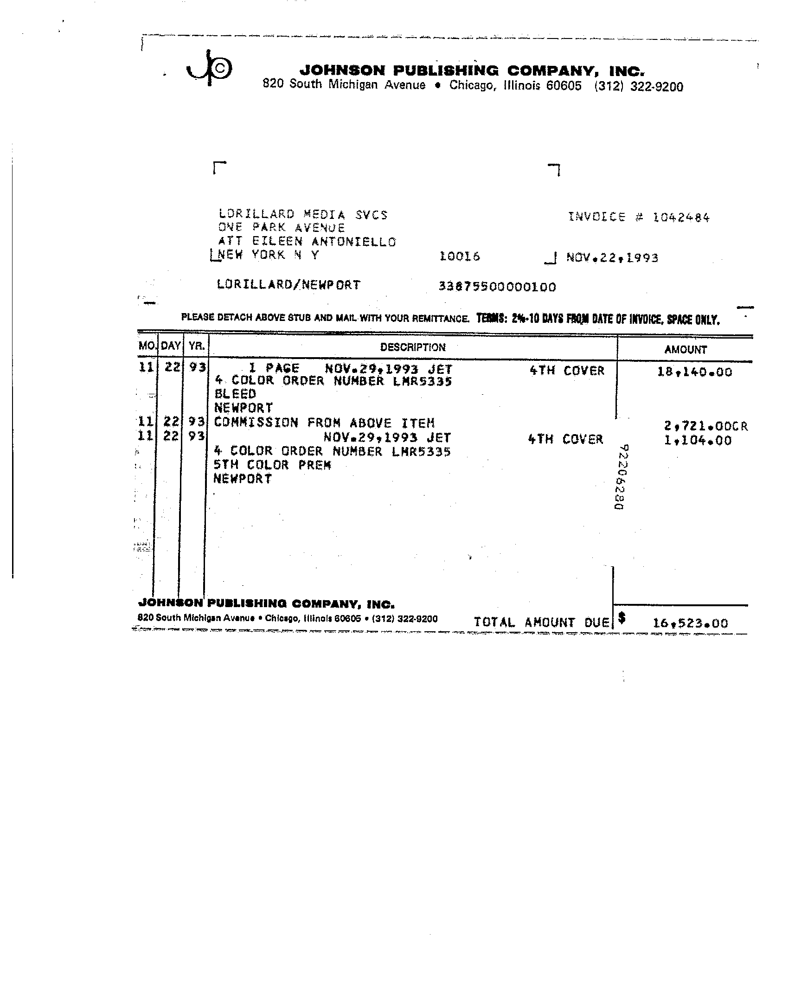 JOHNSON PUBLISHING COMPANY, INC.
820 South Michigan Avenue • Chicago, Illinois 60605 (312) 322-9200
LORILLARD MEDIA SVCS
INVOICE # 1042484
ONE PARK AVENUE
ATT EILEEN ANTONIELLO
NEW YORK N Y 10016 NOV.22,1993
LORILLARD/NEWPORT 33875500000100
PLEASE DETACH ABOVE STUB AND MAIL WITH YOUR REMITTANCE. TERMS: 2%-10 DAYS FROM DATE OF INVOICE, SPACE ONLY.
MO. DAY YR. DESCRIPTION AMOUNT
11 22 93 1 PAGE NOV.29,1993 JET 4TH COVER 18,140.00
4 COLOR ORDER NUMBER LMR5335
BLEED
NEWPORT
11 22 93 COMMISSION FROM ABOVE ITEM 2,721.00CR
11 22 93 NOV.29,1993 JET 4TH COVER 1,104.00
4 COLOR ORDER NUMBER LMR5335
5TH COLOR PREM
NEWPORT
92206280
JOHNSON PUBLISHING COMPANY, INC.
820 South Michigan Avenue • Chicago, Illinois 60605 • (312) 322-9200
TOTAL AMOUNT DUE $ 16,523.00